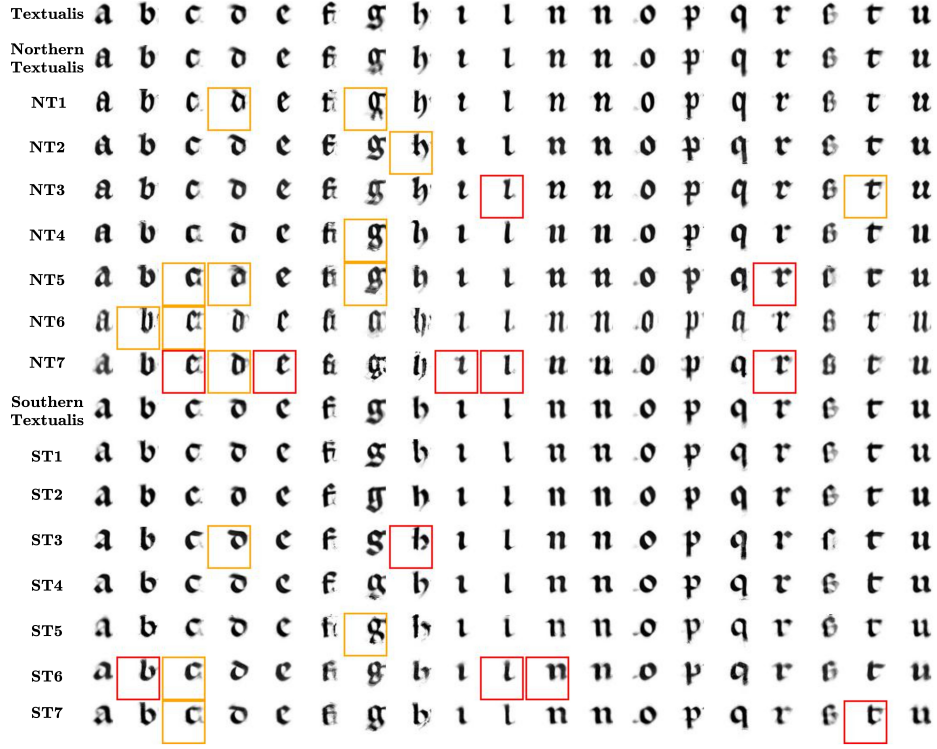 Textualis a b c d e f g h ı l n n o p q r s t u
Northern Textualis a b c d e f g h ı l n n o p q r s t u
NT1 a b c d e f g h ı l n n o p q r s t u
NT2 a b c d e f g h ı l n n o p q r s t u
NT3 a b c d e f g h ı l n n o p q r s t u
NT4 a b c d e f g h ı l n n o p q r s t u
NT5 a b c d e f g h ı l n n o p q r s t u
NT6 a b c d e f g h ı l n n o p q r s t u
NT7 a b c d e f g h ı l n n o p q r s t u
Southern Textualis a b c d e f g h ı l n n o p q r s t u
ST1 a b c d e f g h ı l n n o p q r s t u
ST2 a b c d e f g h ı l n n o p q r s t u
ST3 a b c d e f g h ı l n n o p q r s t u
ST4 a b c d e f g h ı l n n o p q r s t u
ST5 a b c d e f g h ı l n n o p q r s t u
ST6 a b c d e f g h ı l n n o p q r s t u
ST7 a b c d e f g h ı l n n o p q r s t u